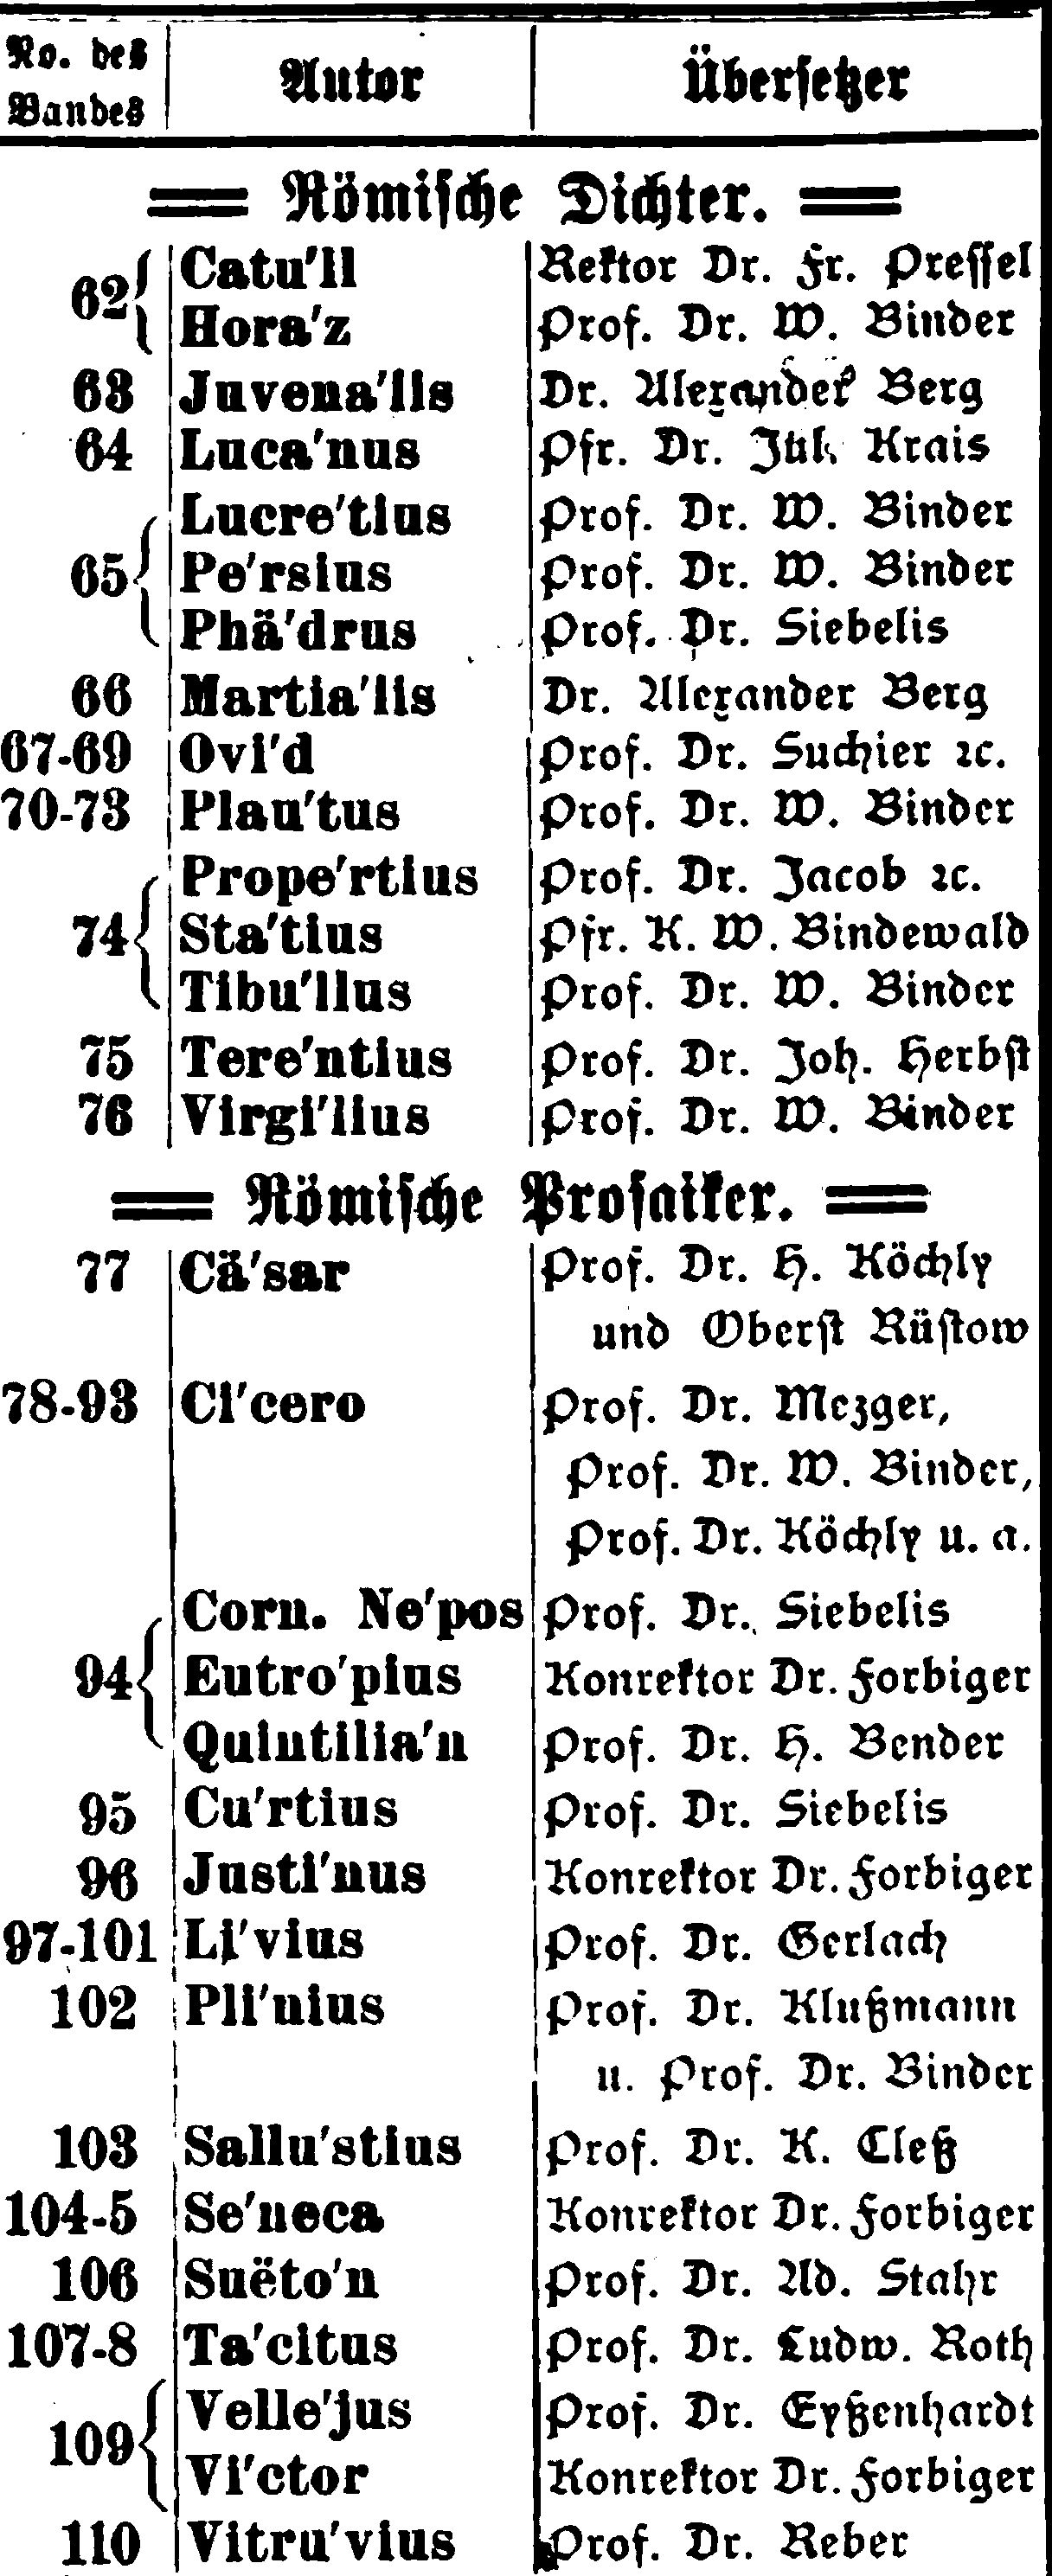 No. des Bandes | Autor | Übersetzer
Römische Dichter.
62 { Catu'll | Rektor Dr. Fr. Pressel
Hora'z | Prof. Dr. W. Binder
63 Juvena'lis | Dr. Alexander Berg
64 Luca'nus | Pfr. Dr. Jul. Krais
Lucre'tius | Prof. Dr. W. Binder
65 { Pe'rsius | Prof. Dr. W. Binder
Phä'drus | Prof. Dr. Siebelis
66 Martia'lis | Dr. Alexander Berg
67-69 Ovi'd | Prof. Dr. Suchier ꝛc.
70-73 Plau'tus | Prof. Dr. W. Binder
Prope'rtius | Prof. Dr. Jacob ꝛc.
74 { Sta'tius | Pfr. K. W. Bindewald
Tibu'llus | Prof. Dr. W. Binder
75 Tere'ntius | Prof. Dr. Joh. Herbst
76 Virgi'lius | Prof. Dr. W. Binder
Römische Prosaiker.
77 Cä'sar | Prof. Dr. H. Köchly
und Oberst Rüstow
78-93 Ci'cero | Prof. Dr. Mezger,
Prof. Dr. W. Binder,
Prof. Dr. Köchly u. a.
Corn. Ne'pos | Prof. Dr. Siebelis
94 { Eutro'pius | Konrektor Dr. Forbiger
Quintilia'n | Prof. Dr. H. Bender
95 Cu'rtius | Prof. Dr. Siebelis
96 Justi'nus | Konrektor Dr. Forbiger
97-101 Li'vius | Prof. Dr. Gerlach
102 Pli'nius | Prof. Dr. Klußmann
u. Prof. Dr. Binder
103 Sallu'stius | Prof. Dr. K. Cleß
104-5 Se'neca | Konrektor Dr. Forbiger
106 Suëto'n | Prof. Dr. Ad. Stahr
107-8 Ta'citus | Prof. Dr. Ludw. Roth
109 { Velle'jus | Prof. Dr. Eyßenhardt
Vi'ctor | Konrektor Dr. Forbiger
110 Vitru'vius | Prof. Dr. Reber